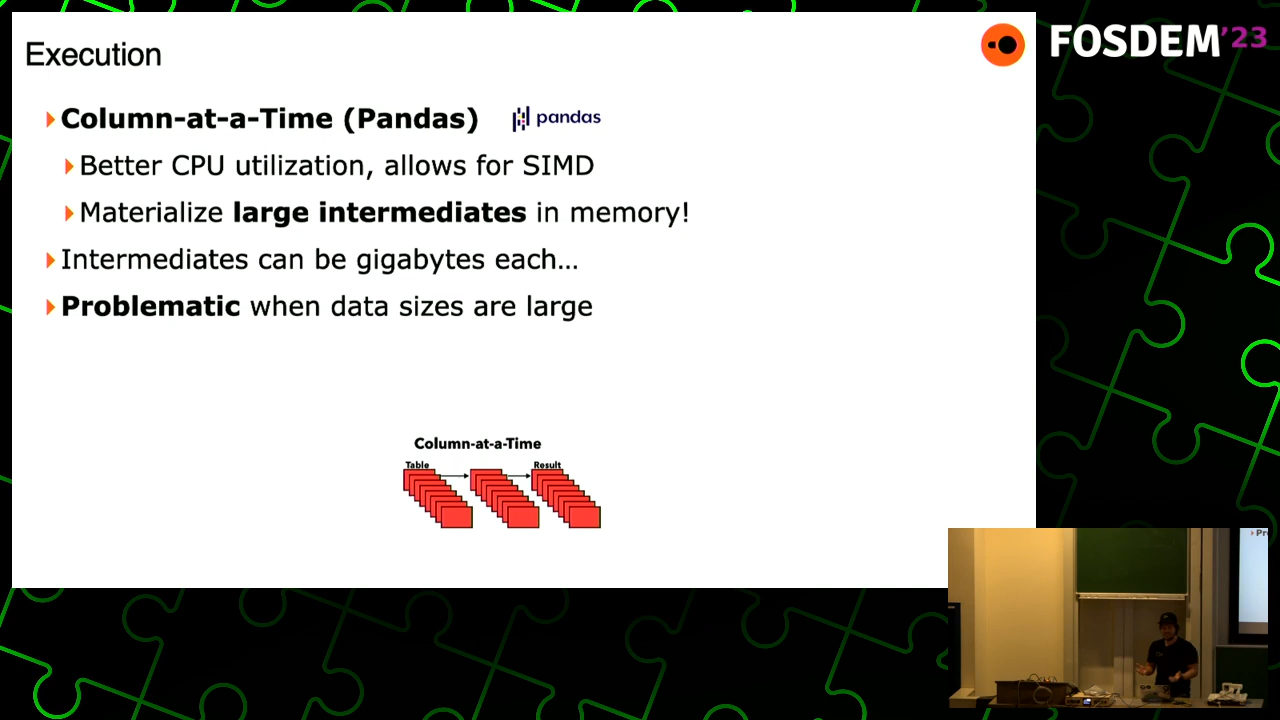 Execution
FOSDEM'23
Column-at-a-Time (Pandas)
pandas
Better CPU utilization, allows for SIMD
Materialize large intermediates in memory!
Intermediates can be gigabytes each…
Problematic when data sizes are large
Column-at-a-Time
Table
Result
Pr